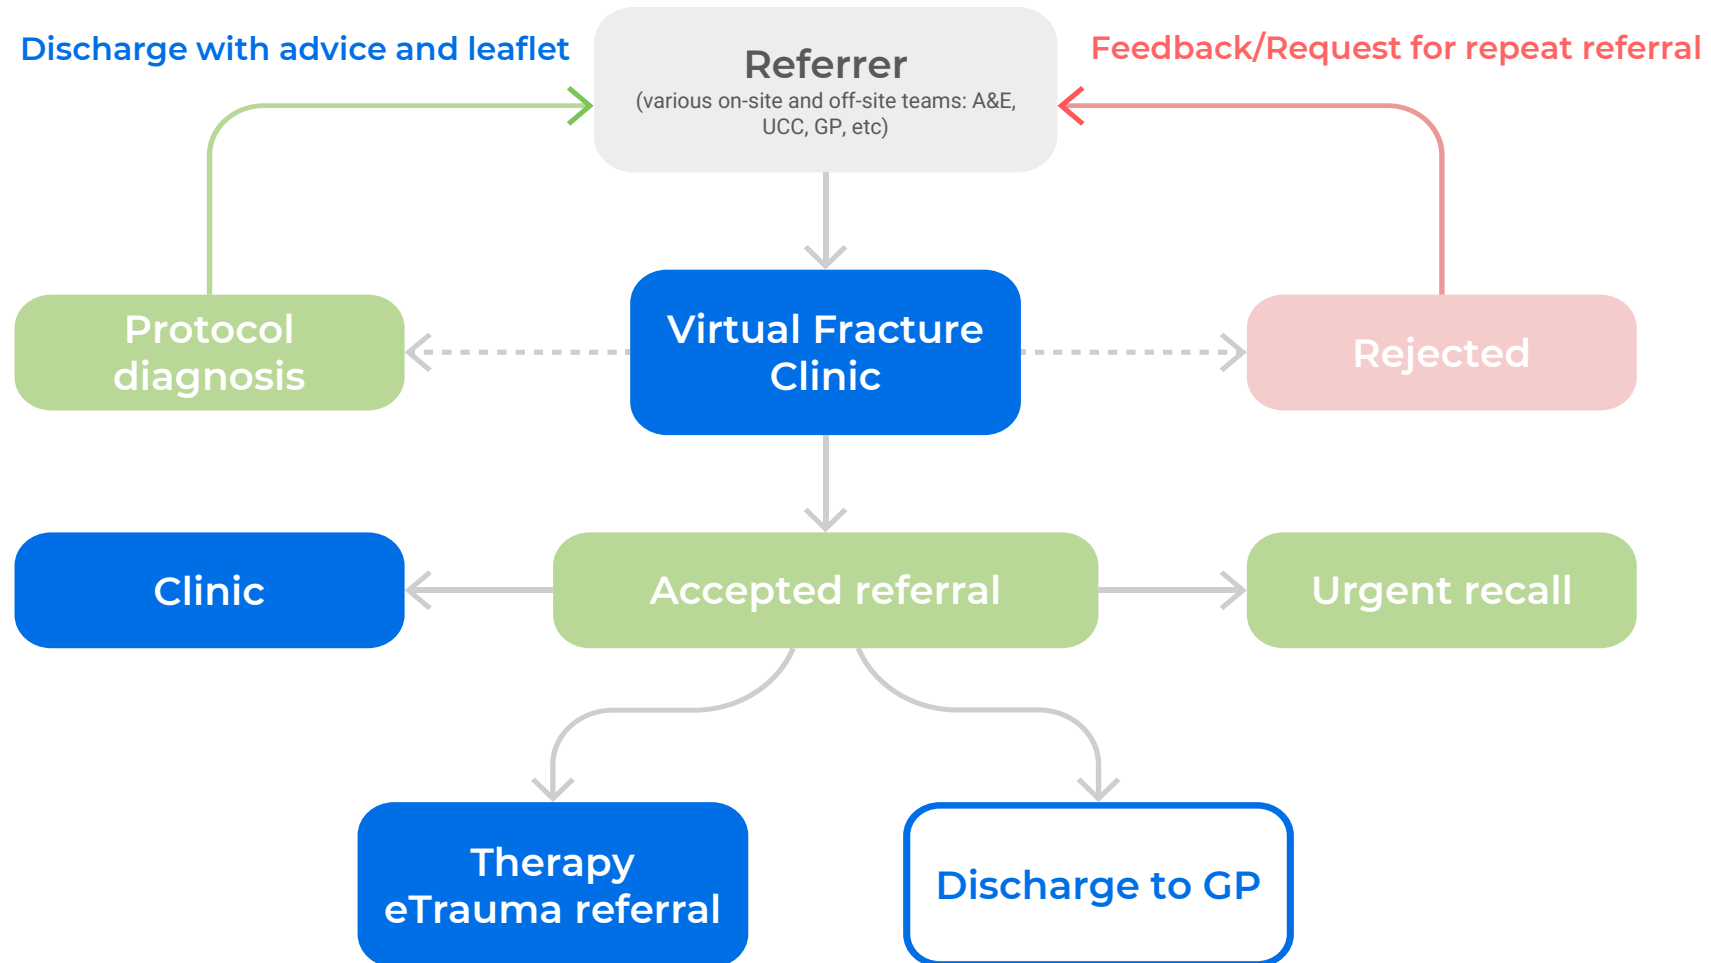 Discharge with advice and leaflet
Referrer
(various on-site and off-site teams: A&E,
UCC, GP, etc)
Feedback/Request for repeat referral
Protocol
diagnosis
Virtual Fracture
Clinic
Rejected
Clinic
Accepted referral
Urgent recall
Therapy
eTrauma referral
Discharge to GP